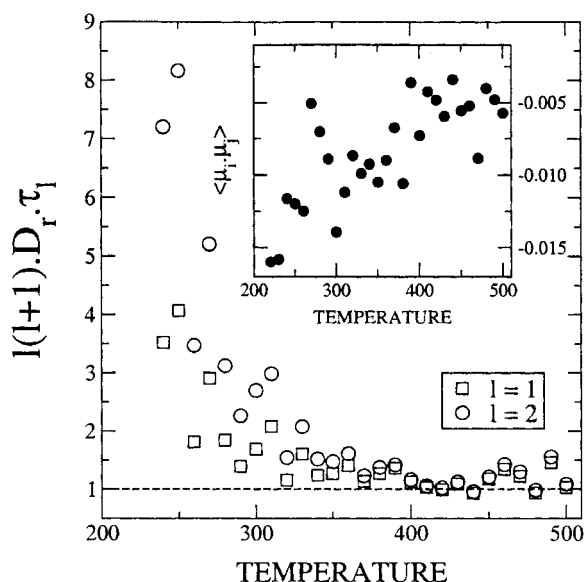 9
8
7
6
5
4
3
2
1
0
l(l+1).D_r.τ_l
200 300 400 500
TEMPERATURE
l = 1
l = 2
<μ_i.μ_j>
-0.005
-0.010
-0.015
200 300 400 500
TEMPERATURE